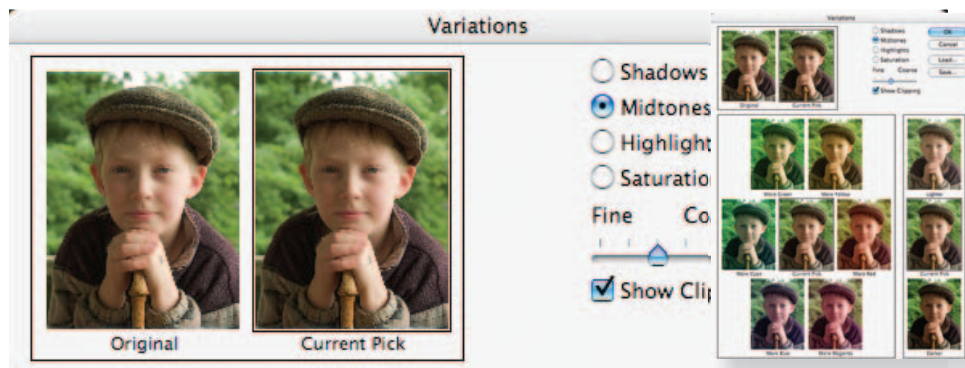 Variations
Shadows
Midtones
Highlight
Saturatio
Fine Co
Show Clip
Original Current Pick
Variations
Shadows
Midtones
Highlights
Saturation
Fine Coarse
Show Clipping
OK
Cancel
Load...
Save...
Original Current Pick
More Green More Yellow
Lighter
More Cyan Current Pick More Red
Current Pick
More Blue More Magenta
Darker